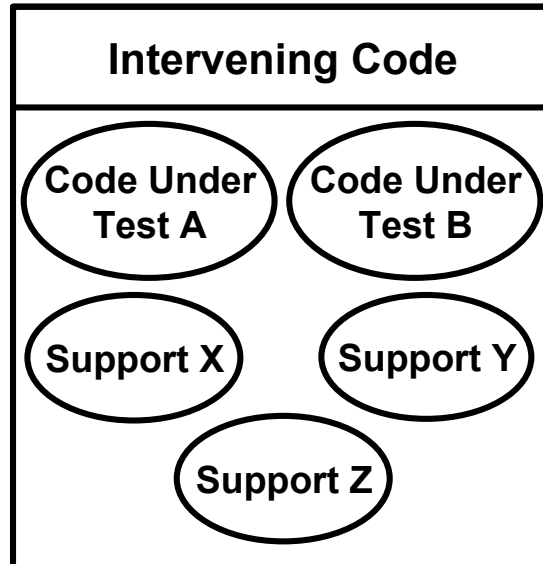 Intervening Code
Code Under
Test A
Code Under
Test B
Support X
Support Y
Support Z